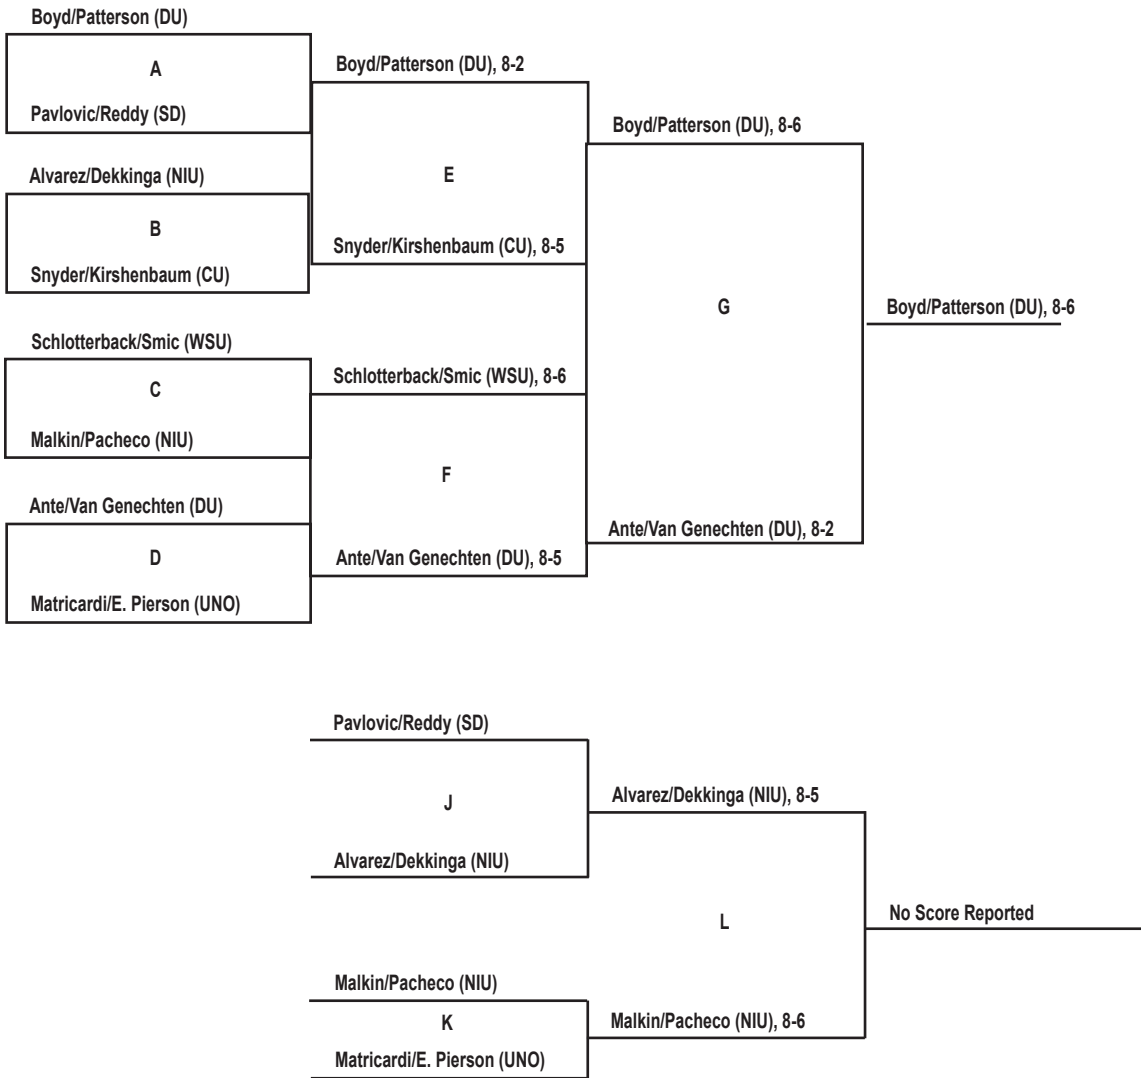 Boyd/Patterson (DU)
A
Pavlovic/Reddy (SD)
Alvarez/Dekkinga (NIU)
B
Snyder/Kirshenbaum (CU)
Schlotterback/Smic (WSU)
C
Malkin/Pacheco (NIU)
Ante/Van Genechten (DU)
D
Matricardi/E. Pierson (UNO)
Boyd/Patterson (DU), 8-2
E
Snyder/Kirshenbaum (CU), 8-5
Schlotterback/Smic (WSU), 8-6
F
Ante/Van Genechten (DU), 8-5
Boyd/Patterson (DU), 8-6
G
Ante/Van Genechten (DU), 8-2
Boyd/Patterson (DU), 8-6
Pavlovic/Reddy (SD)
J
Alvarez/Dekkinga (NIU)
Malkin/Pacheco (NIU)
K
Matricardi/E. Pierson (UNO)
Alvarez/Dekkinga (NIU), 8-5
L
Malkin/Pacheco (NIU), 8-6
No Score Reported